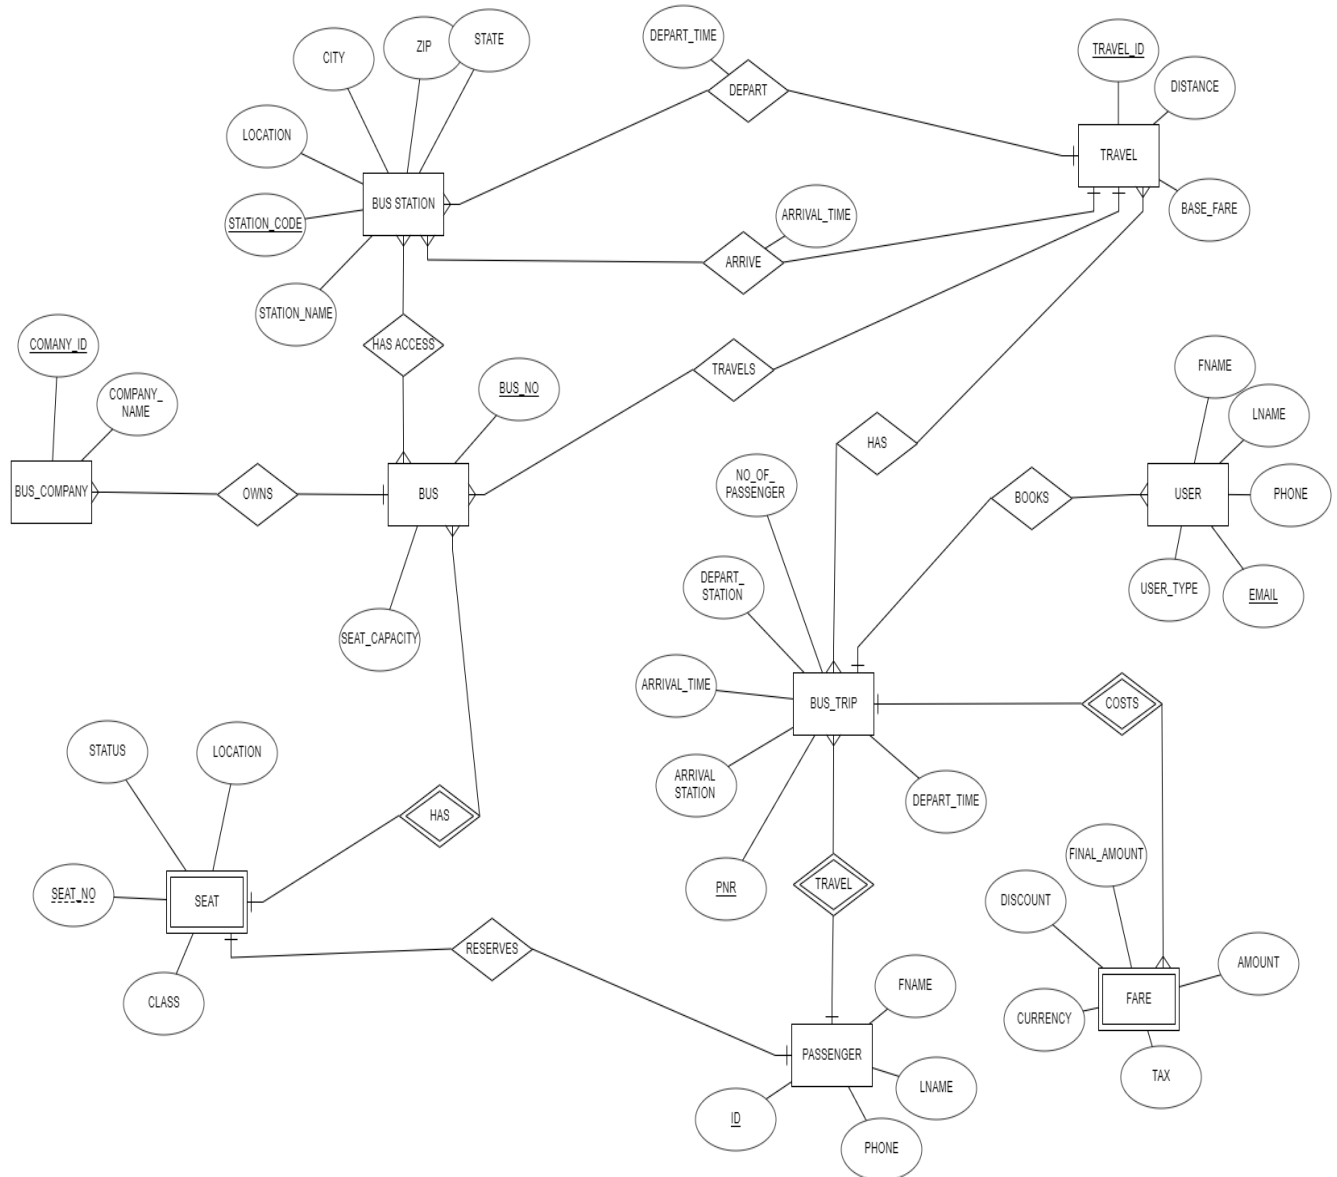 STATE
DEPART_TIME
ZIP
CITY
TRAVEL_ID
DISTANCE
DEPART
LOCATION
TRAVEL
BUS STATION
STATION_CODE
ARRIVAL_TIME
BASE_FARE
ARRIVE
STATION_NAME
COMANY_ID
HAS ACCESS
TRAVELS
FNAME
BUS_NO
COMPANY_
NAME
LNAME
HAS
BUS_COMPANY
OWNS
BUS
NO_OF_
PASSENGER
BOOKS
USER
PHONE
DEPART_
STATION
USER_TYPE
EMAIL
SEAT_CAPACITY
ARRIVAL_TIME
BUS_TRIP
COSTS
STATUS
LOCATION
ARRIVAL
STATION
DEPART_TIME
HAS
FINAL_AMOUNT
SEAT_NO
SEAT
PNR
TRAVEL
DISCOUNT
RESERVES
AMOUNT
CLASS
FNAME
FARE
CURRENCY
PASSENGER
TAX
LNAME
ID
PHONE